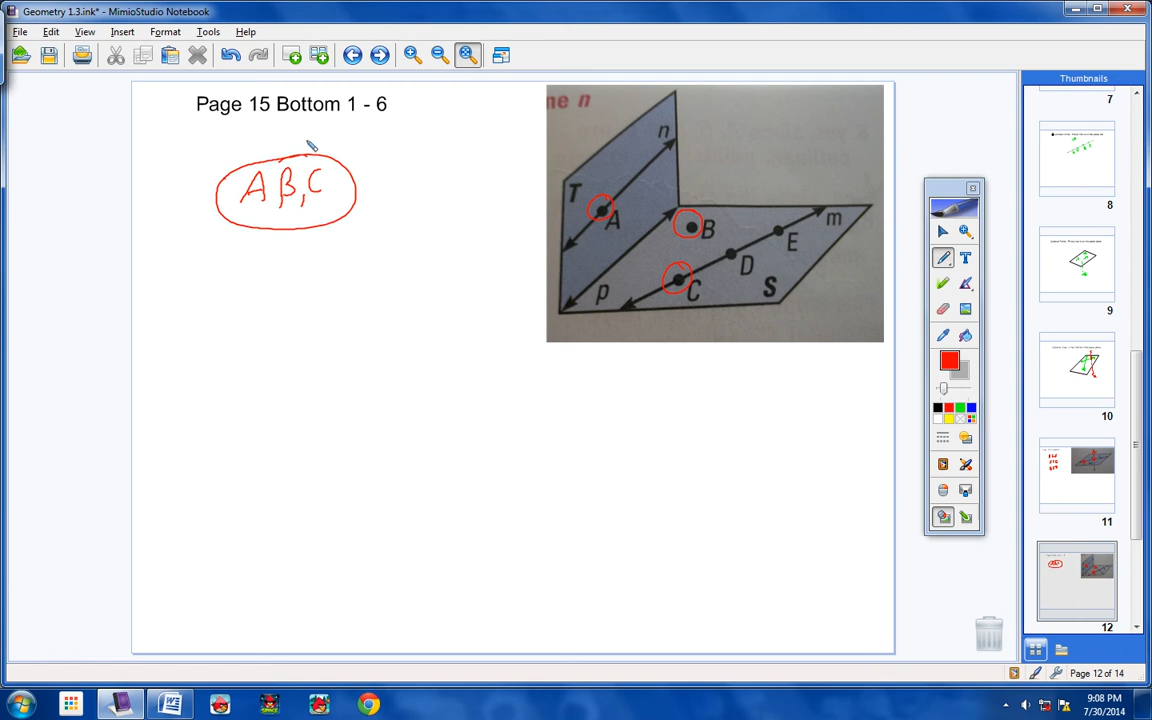 Geometry 1.3.ink* - MimioStudio Notebook
File Edit View Insert Format Tools Help
Thumbnails
Page 15 Bottom 1 - 6
A B, C
ne n
n
T
A
B
m
E
D
C
p
S
7
8
9
10
11
12
Page 12 of 14
9:08 PM
7/30/2014